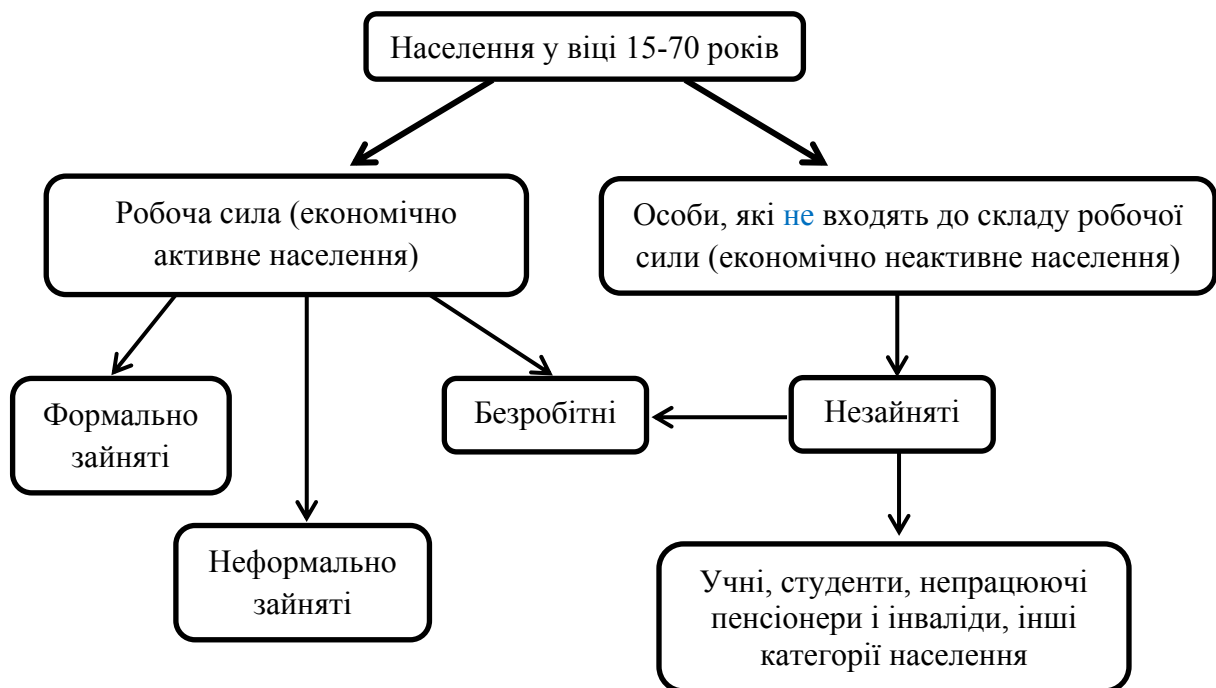 Населення у віці 15-70 років
Робоча сила (економічно
активне населення)
Особи, які не входять до складу робочої
сили (економічно неактивне населення)
Формально
зайняті
Безробітні
Незайняті
Неформально
зайняті
Учні, студенти, непрацюючі
пенсіонери і інваліди, інші
категорії населення